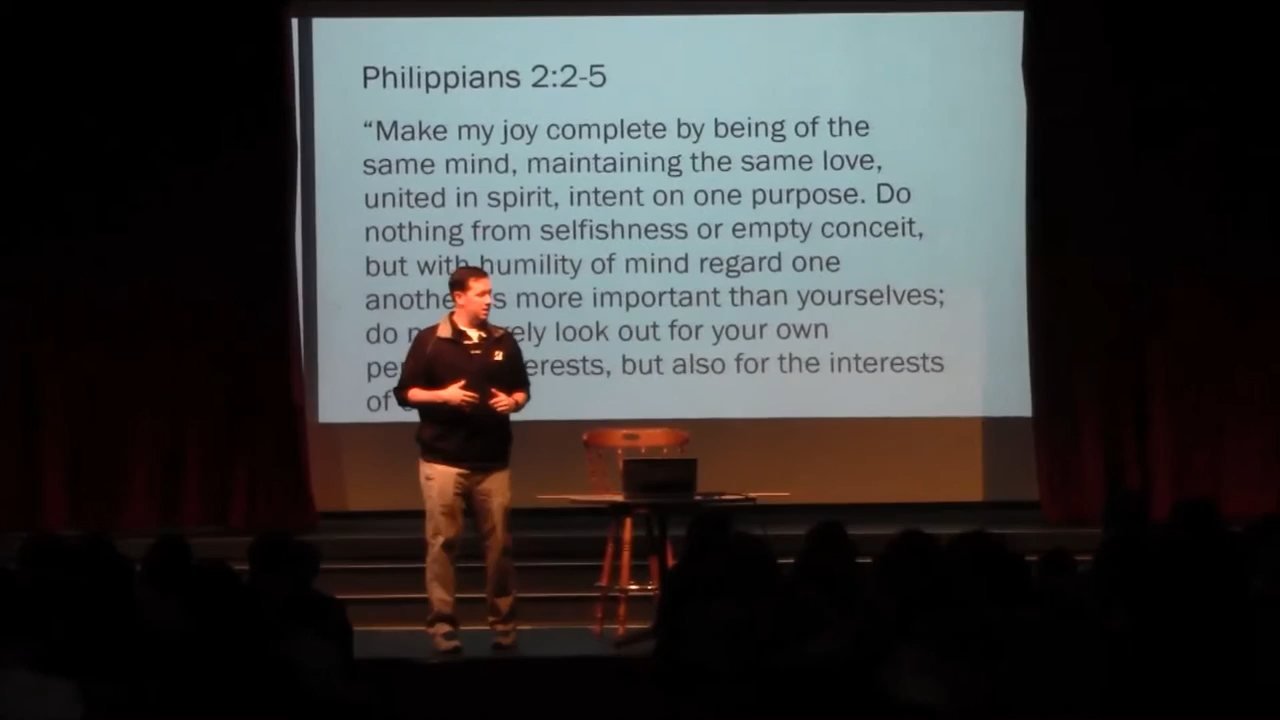 Philippians 2:2-5
“Make my joy complete by being of the
same mind, maintaining the same love,
united in spirit, intent on one purpose. Do
nothing from selfishness or empty conceit,
but with humility of mind regard one
more important than yourselves;
do look out for your own
but also for the interests
of